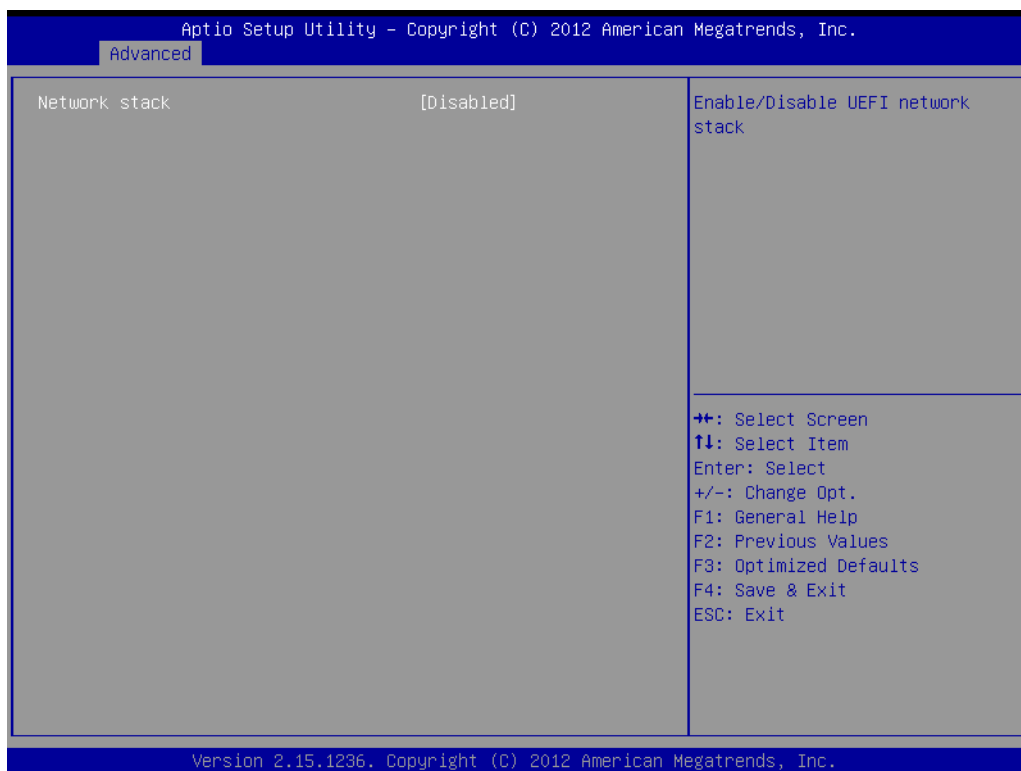 Aptio Setup Utility – Copyright (C) 2012 American Megatrends, Inc.
Advanced
Network stack [Disabled]
Enable/Disable UEFI network
stack
→←: Select Screen
↑↓: Select Item
Enter: Select
+/-: Change Opt.
F1: General Help
F2: Previous Values
F3: Optimized Defaults
F4: Save & Exit
ESC: Exit
Version 2.15.1236. Copyright (C) 2012 American Megatrends, Inc.